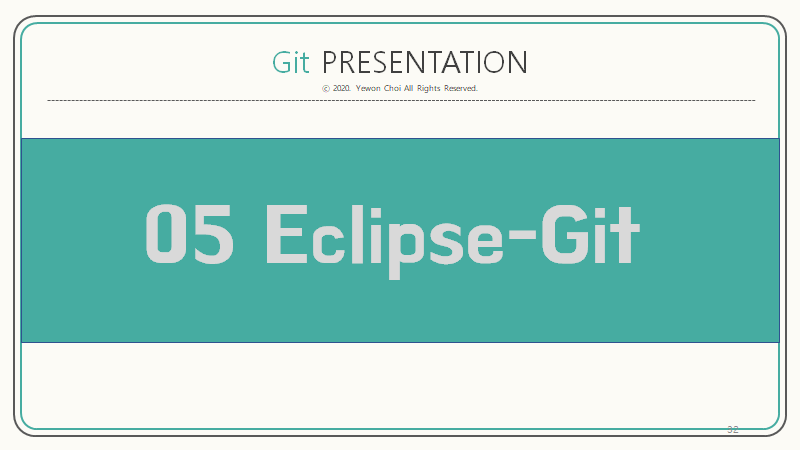 Git PRESENTATION
© 2020. Yewon Choi All Rights Reserved.
05 Eclipse-Git
32